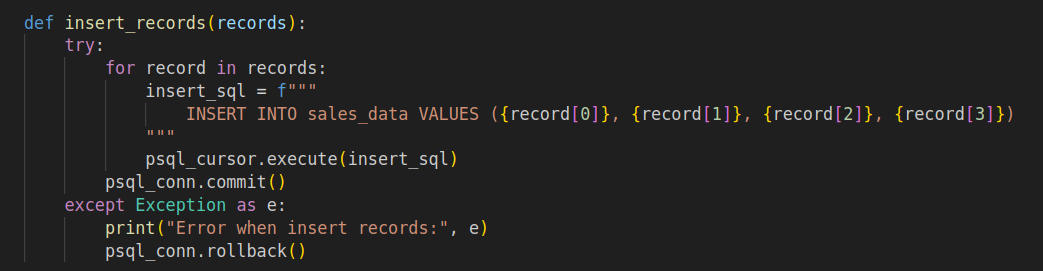 def insert_records(records):
    try:
        for record in records:
            insert_sql = f"""
                INSERT INTO sales_data VALUES ({record[0]}, {record[1]}, {record[2]}, {record[3]})
            """
            psql_cursor.execute(insert_sql)
        psql_conn.commit()
    except Exception as e:
        print("Error when insert records:", e)
        psql_conn.rollback()